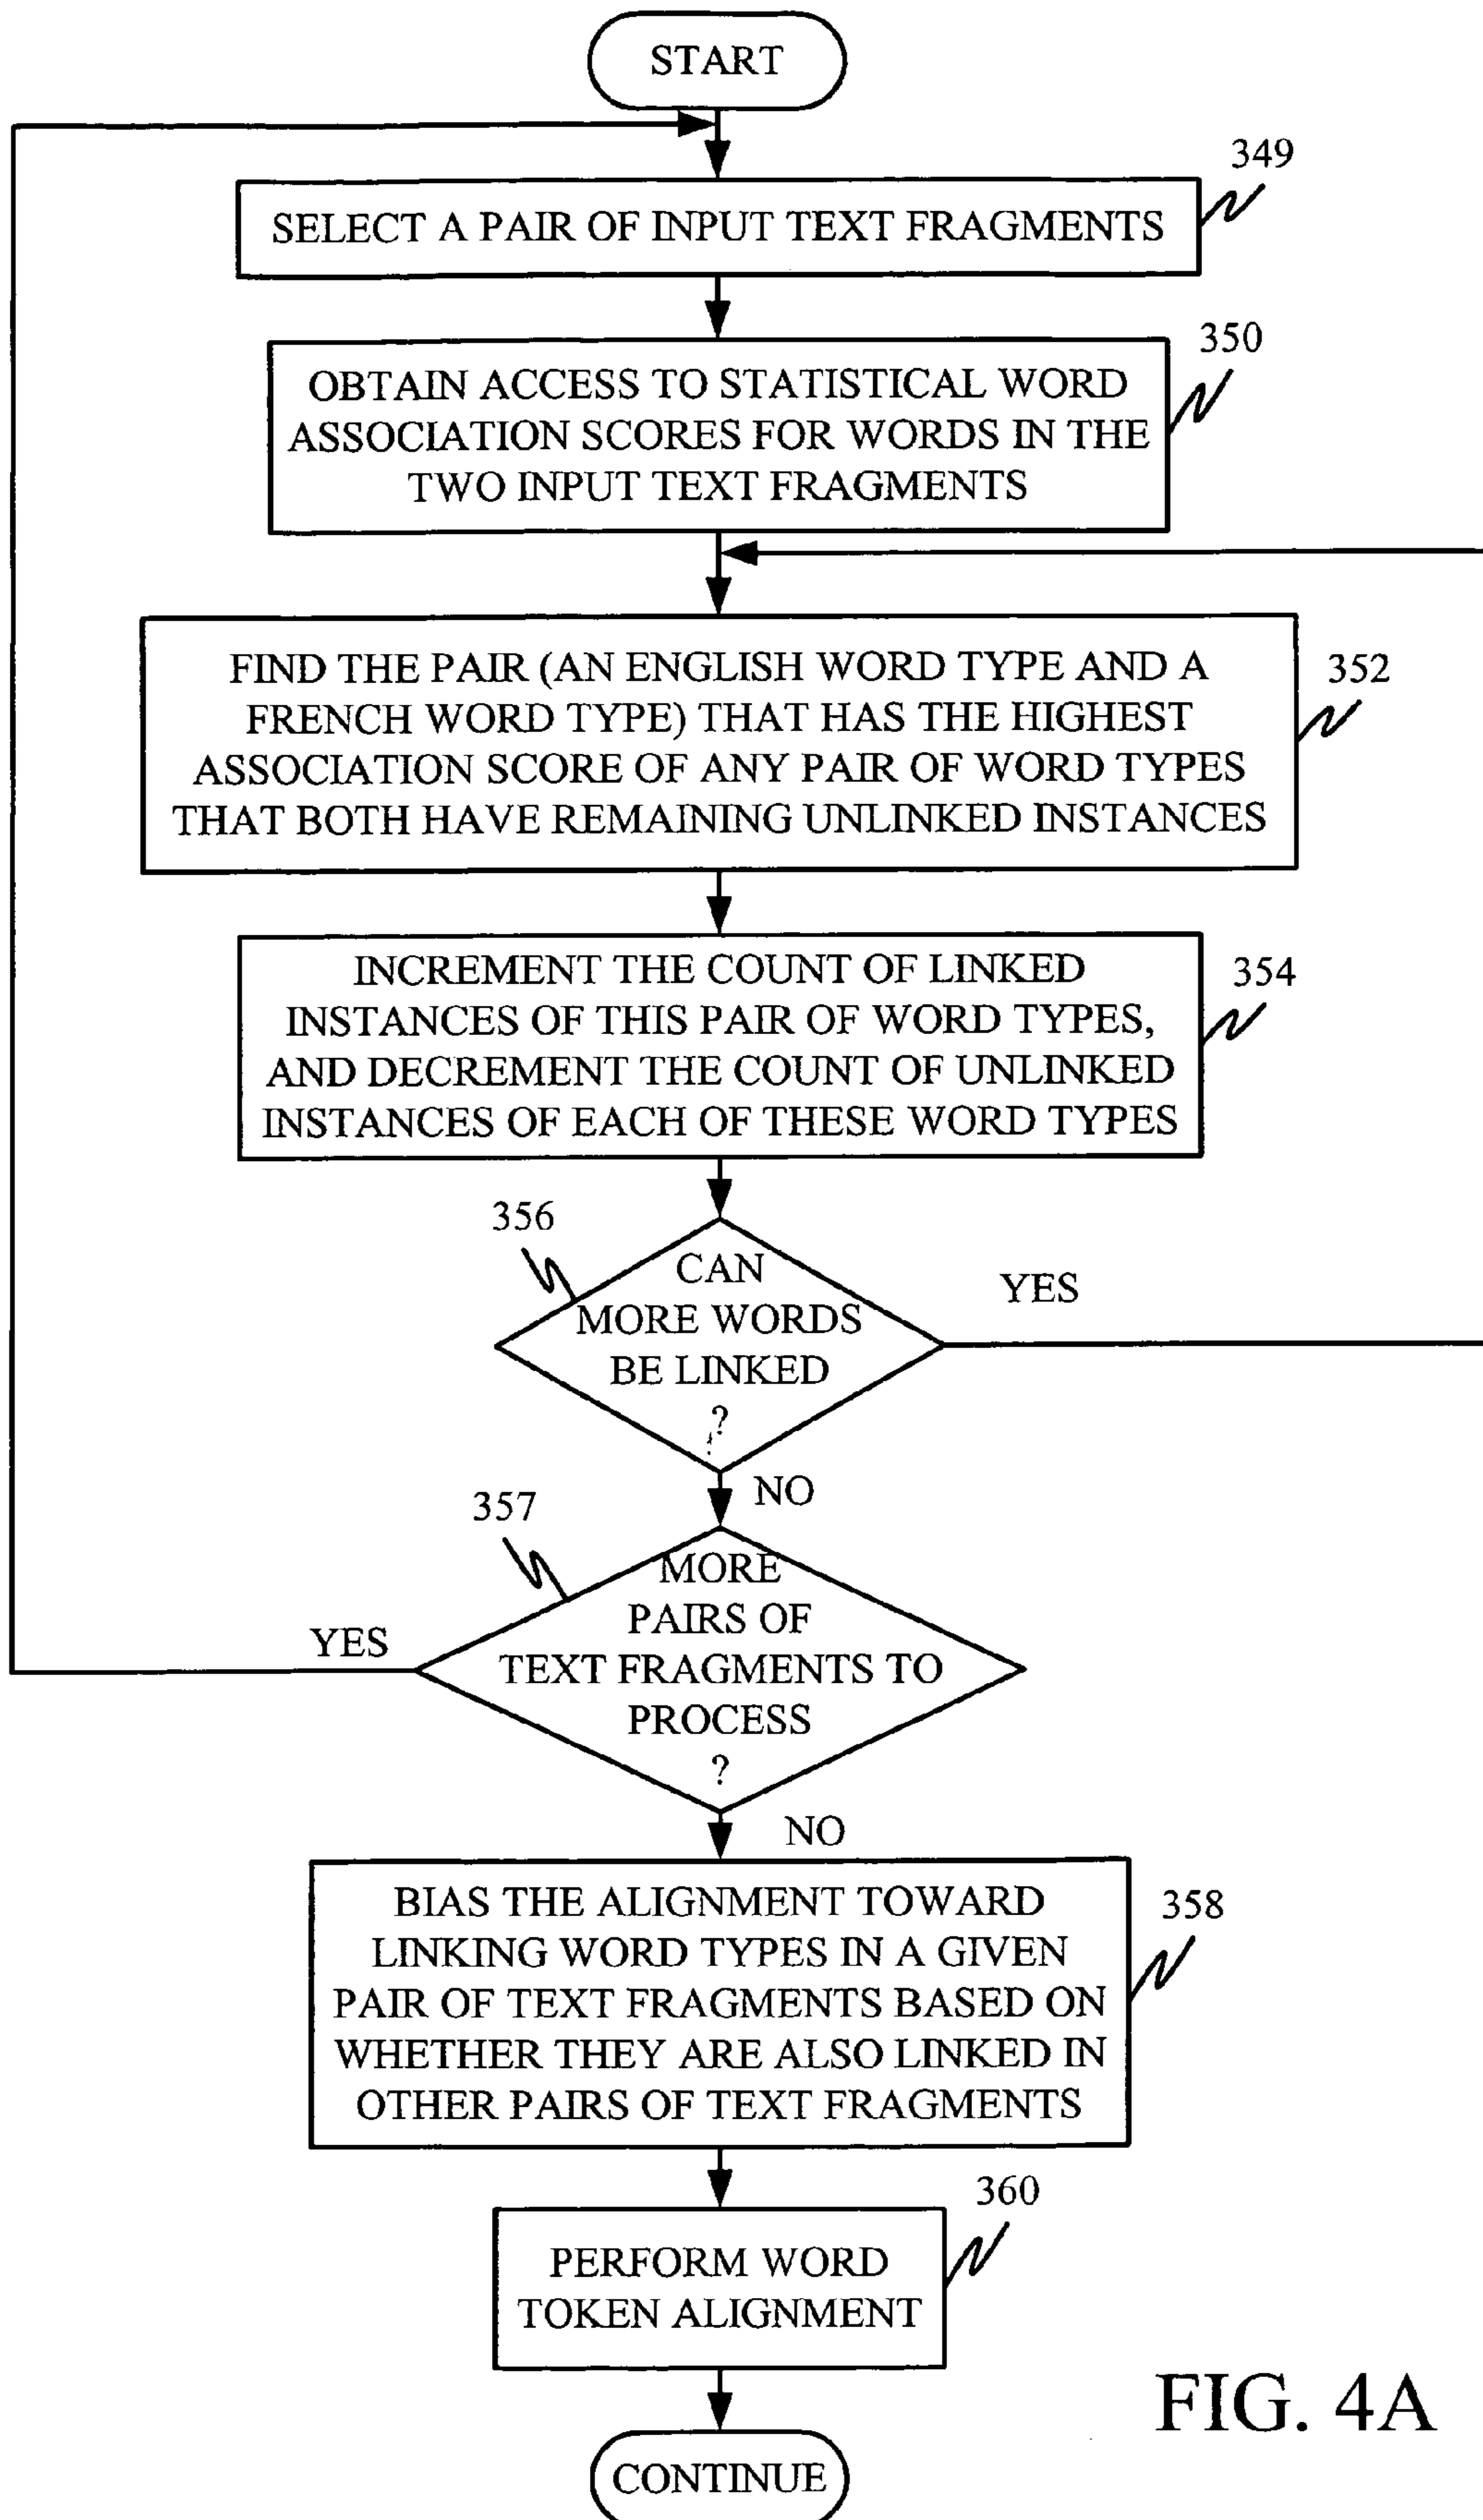 START
349
SELECT A PAIR OF INPUT TEXT FRAGMENTS
350
OBTAIN ACCESS TO STATISTICAL WORD
ASSOCIATION SCORES FOR WORDS IN THE
TWO INPUT TEXT FRAGMENTS
352
FIND THE PAIR (AN ENGLISH WORD TYPE AND A
FRENCH WORD TYPE) THAT HAS THE HIGHEST
ASSOCIATION SCORE OF ANY PAIR OF WORD TYPES
THAT BOTH HAVE REMAINING UNLINKED INSTANCES
354
INCREMENT THE COUNT OF LINKED
INSTANCES OF THIS PAIR OF WORD TYPES,
AND DECREMENT THE COUNT OF UNLINKED
INSTANCES OF EACH OF THESE WORD TYPES
356
CAN
MORE WORDS
BE LINKED
?
YES
NO
357
MORE
PAIRS OF
TEXT FRAGMENTS TO
PROCESS
?
YES
NO
358
BIAS THE ALIGNMENT TOWARD
LINKING WORD TYPES IN A GIVEN
PAIR OF TEXT FRAGMENTS BASED ON
WHETHER THEY ARE ALSO LINKED IN
OTHER PAIRS OF TEXT FRAGMENTS
360
PERFORM WORD
TOKEN ALIGNMENT
CONTINUE
FIG. 4A